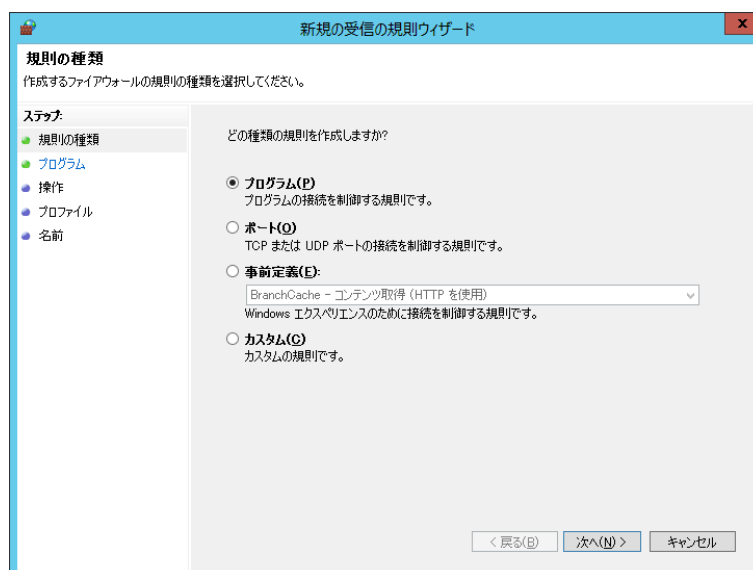 新規の受信の規則ウィザード
x
規則の種類
作成するファイアウォールの規則の種類を選択してください。
ステップ:
規則の種類
プログラム
操作
プロファイル
名前
どの種類の規則を作成しますか?
プログラム(P)
プログラムの接続を制御する規則です。
ポート(O)
TCP または UDP ポートの接続を制御する規則です。
事前定義(E):
BranchCache - コンテンツ取得 (HTTP を使用)
Windows エクスペリエンスのために接続を制御する規則です。
カスタム(C)
カスタムの規則です。
< 戻る(B) 次へ(N) > キャンセル